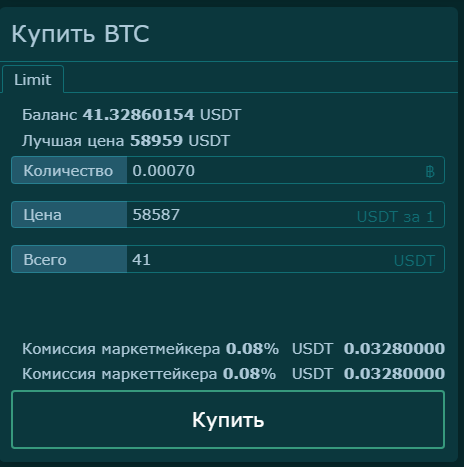 Купить BTC
Limit
Баланс 41.32860154 USDT
Лучшая цена 58959 USDT
Количество 0.00070 ฿
Цена 58587 USDT за 1
Всего 41 USDT
Комиссия маркетмейкера 0.08% USDT 0.03280000
Комиссия маркеттейкера 0.08% USDT 0.03280000
Купить